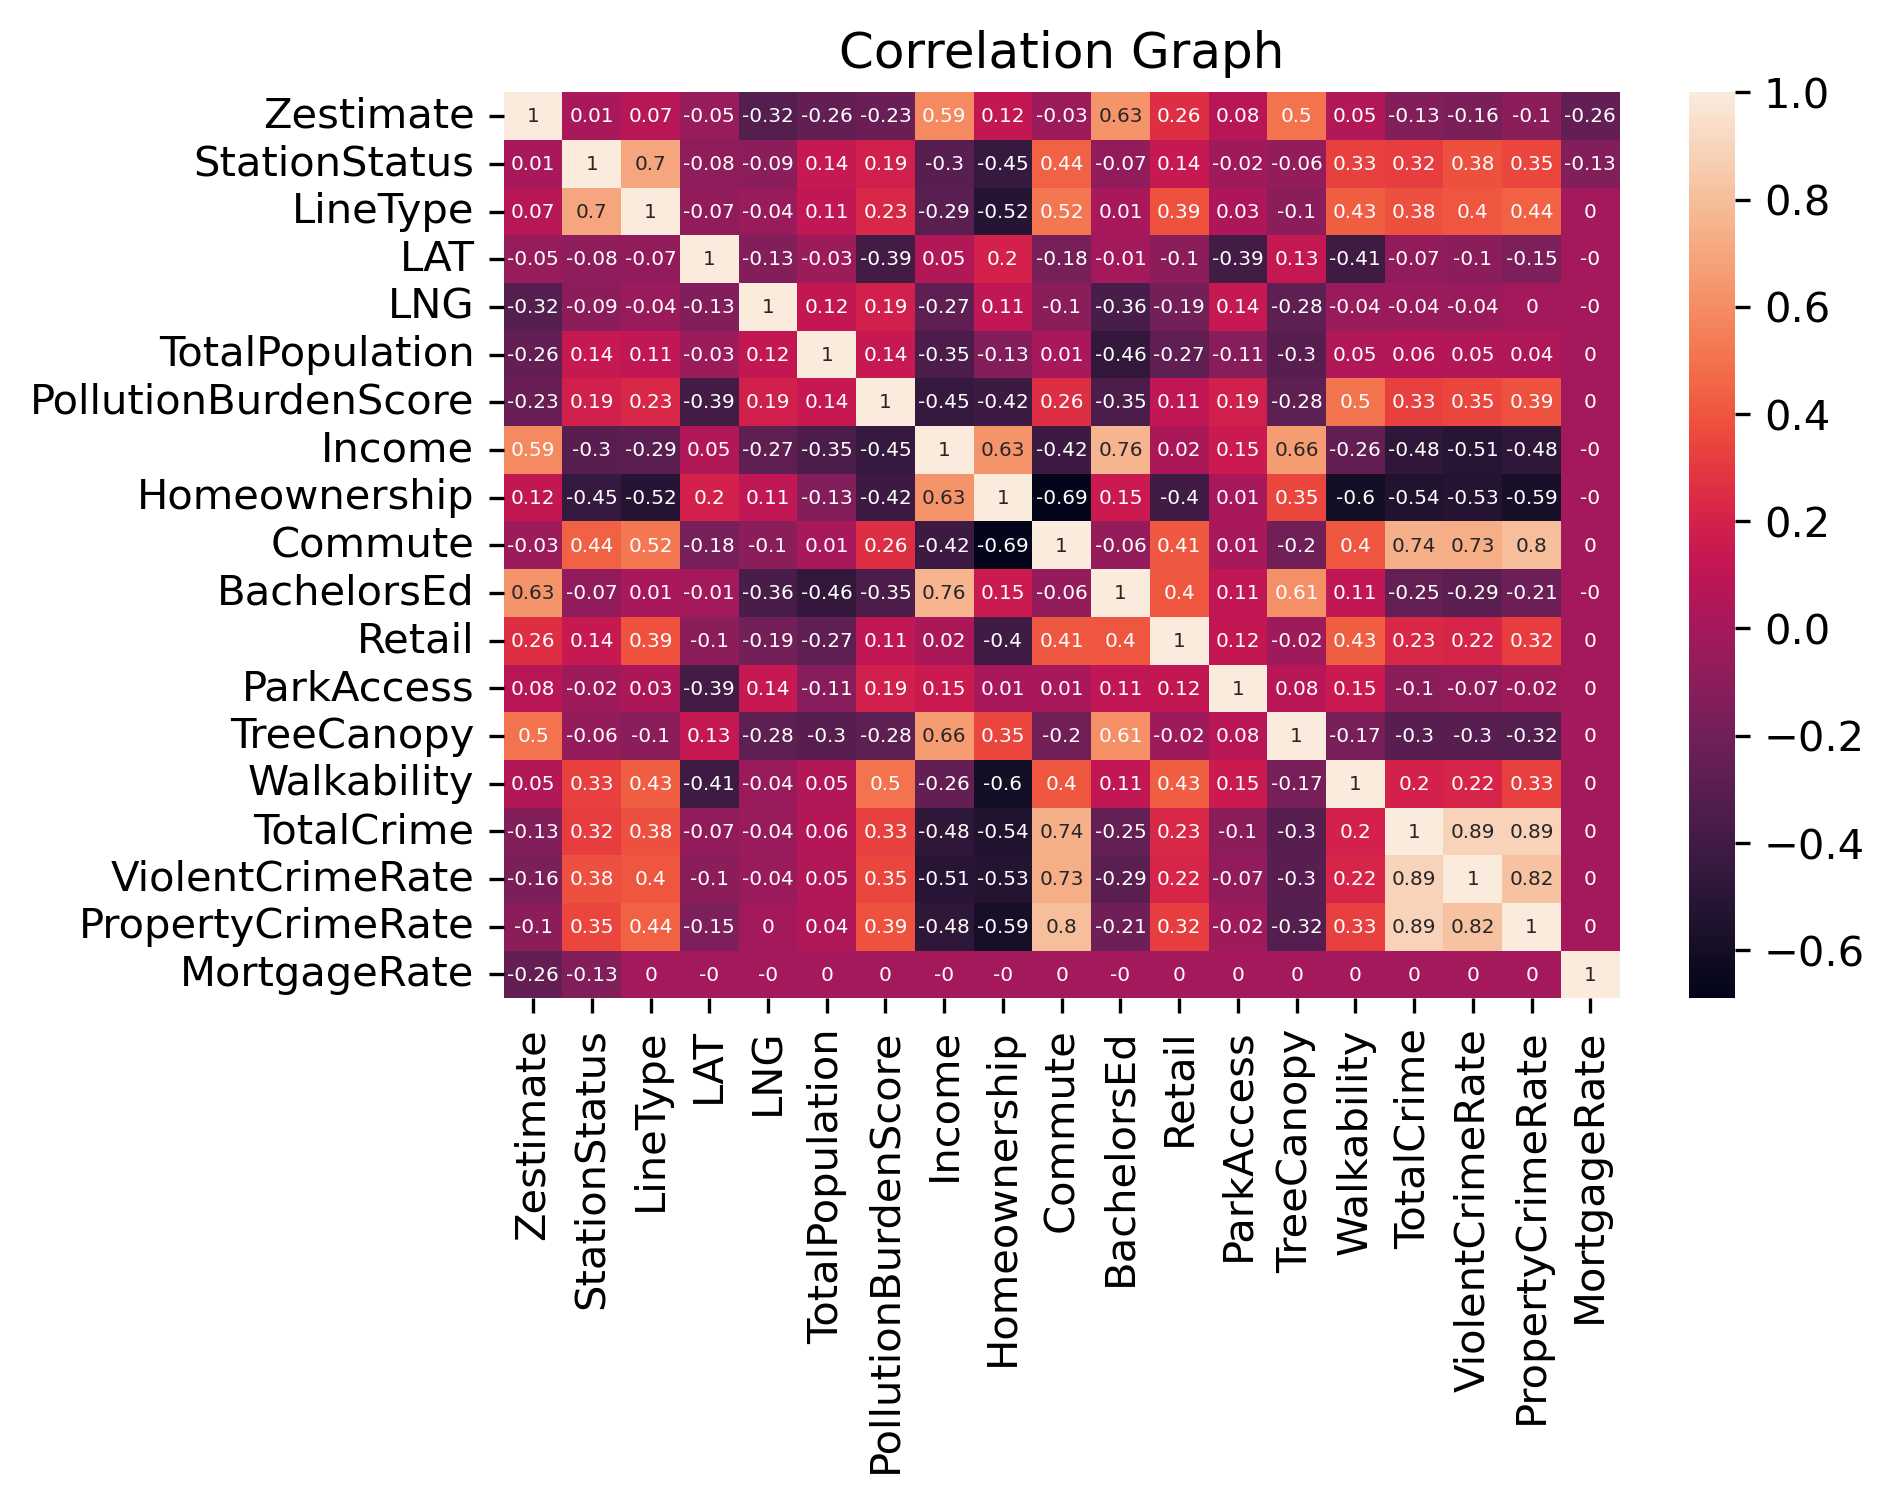 Correlation Graph
Zestimate 1 0.01 0.07 -0.05 -0.32 -0.26 -0.23 0.59 0.12 -0.03 0.63 0.26 0.08 0.5 0.05 -0.13 -0.16 -0.1 -0.26
StationStatus 0.01 1 0.7 -0.08 -0.09 0.14 0.19 -0.3 -0.45 0.44 -0.07 0.14 -0.02 -0.06 0.33 0.32 0.38 0.35 -0.13
LineType 0.07 0.7 1 -0.07 -0.04 0.11 0.23 -0.29 -0.52 0.52 0.01 0.39 0.03 -0.1 0.43 0.38 0.4 0.44 0
LAT -0.05 -0.08 -0.07 1 -0.13 -0.03 -0.39 0.05 0.2 -0.18 -0.01 -0.1 -0.39 0.13 -0.41 -0.07 -0.1 -0.15 -0
LNG -0.32 -0.09 -0.04 -0.13 1 0.12 0.19 -0.27 0.11 -0.1 -0.36 -0.19 0.14 -0.28 -0.04 -0.04 -0.04 0 -0
TotalPopulation -0.26 0.14 0.11 -0.03 0.12 1 0.14 -0.35 -0.13 0.01 -0.46 -0.27 -0.11 -0.3 0.05 0.06 0.05 0.04 0
PollutionBurdenScore -0.23 0.19 0.23 -0.39 0.19 0.14 1 -0.45 -0.42 0.26 -0.35 0.11 0.19 -0.28 0.5 0.33 0.35 0.39 0
Income 0.59 -0.3 -0.29 0.05 -0.27 -0.35 -0.45 1 0.63 -0.42 0.76 0.02 0.15 0.66 -0.26 -0.48 -0.51 -0.48 -0
Homeownership 0.12 -0.45 -0.52 0.2 0.11 -0.13 -0.42 0.63 1 -0.69 0.15 -0.4 0.01 0.35 -0.6 -0.54 -0.53 -0.59 -0
Commute -0.03 0.44 0.52 -0.18 -0.1 0.01 0.26 -0.42 -0.69 1 -0.06 0.41 0.01 -0.2 0.4 0.74 0.73 0.8 0
BachelorsEd 0.63 -0.07 0.01 -0.01 -0.36 -0.46 -0.35 0.76 0.15 -0.06 1 0.4 0.11 0.61 0.11 -0.25 -0.29 -0.21 -0
Retail 0.26 0.14 0.39 -0.1 -0.19 -0.27 0.11 0.02 -0.4 0.41 0.4 1 0.12 -0.02 0.43 0.23 0.22 0.32 0
ParkAccess 0.08 -0.02 0.03 -0.39 0.14 -0.11 0.19 0.15 0.01 0.01 0.11 0.12 1 0.08 0.15 -0.1 -0.07 -0.02 0
TreeCanopy 0.5 -0.06 -0.1 0.13 -0.28 -0.3 -0.28 0.66 0.35 -0.2 0.61 -0.02 0.08 1 -0.17 -0.3 -0.3 -0.32 0
Walkability 0.05 0.33 0.43 -0.41 -0.04 0.05 0.5 -0.26 -0.6 0.4 0.11 0.43 0.15 -0.17 1 0.2 0.22 0.33 0
TotalCrime -0.13 0.32 0.38 -0.07 -0.04 0.06 0.33 -0.48 -0.54 0.74 -0.25 0.23 -0.1 -0.3 0.2 1 0.89 0.89 0
ViolentCrimeRate -0.16 0.38 0.4 -0.1 -0.04 0.05 0.35 -0.51 -0.53 0.73 -0.29 0.22 -0.07 -0.3 0.22 0.89 1 0.82 0
PropertyCrimeRate -0.1 0.35 0.44 -0.15 0 0.04 0.39 -0.48 -0.59 0.8 -0.21 0.32 -0.02 -0.32 0.33 0.89 0.82 1 0
MortgageRate -0.26 -0.13 0 -0 -0 0 0 -0 -0 0 -0 0 0 0 0 0 0 0 1
Zestimate
StationStatus
LineType
LAT
LNG
TotalPopulation
PollutionBurdenScore
Income
Homeownership
Commute
BachelorsEd
Retail
ParkAccess
TreeCanopy
Walkability
TotalCrime
ViolentCrimeRate
PropertyCrimeRate
MortgageRate
1.0
0.8
0.6
0.4
0.2
0.0
−0.2
−0.4
−0.6